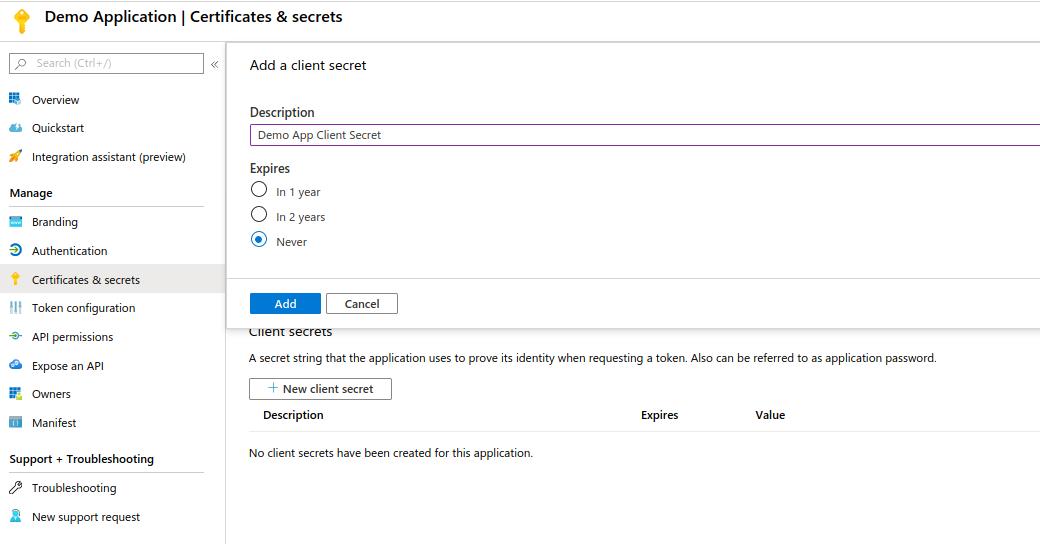 Demo Application | Certificates & secrets
Search (Ctrl+/)
«
Overview
Quickstart
Integration assistant (preview)
Manage
Branding
Authentication
Certificates & secrets
Token configuration
API permissions
Expose an API
Owners
Manifest
Support + Troubleshooting
Troubleshooting
New support request
Add a client secret
Description
Demo App Client Secret
Expires
In 1 year
In 2 years
Never
Add Cancel
Client secrets
A secret string that the application uses to prove its identity when requesting a token. Also can be referred to as application password.
+ New client secret
Description Expires Value
No client secrets have been created for this application.